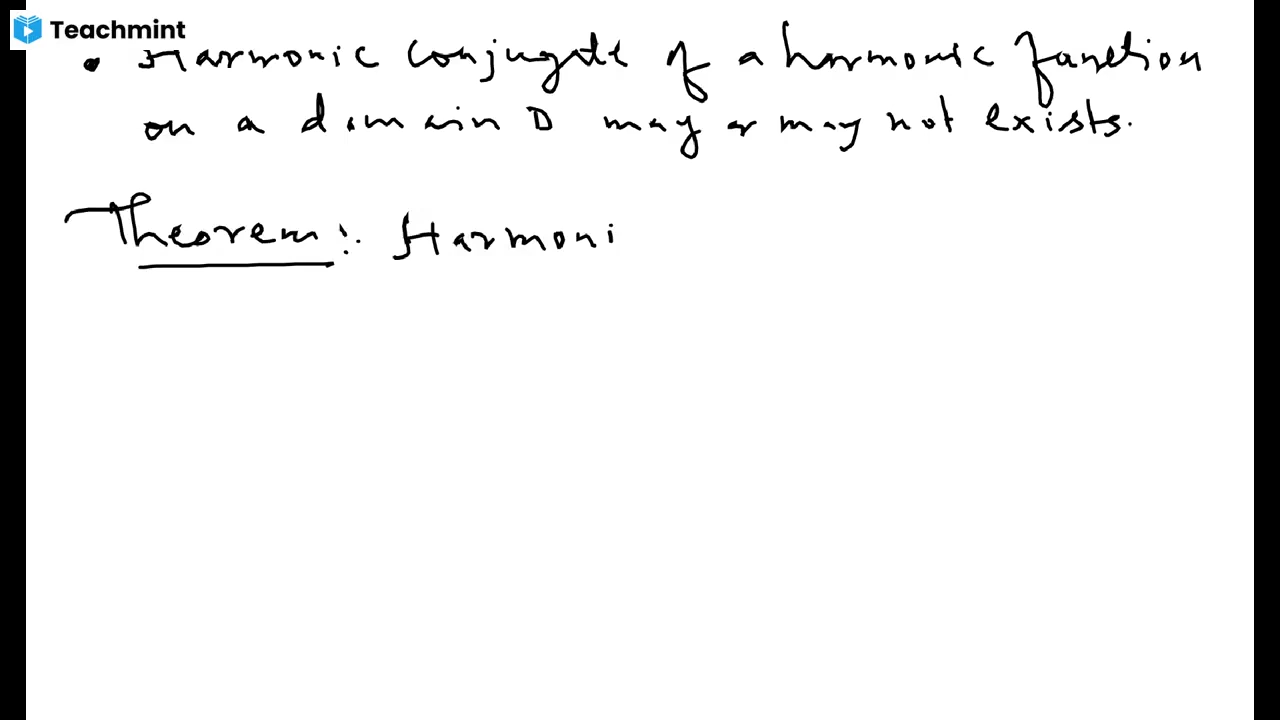 Teachmint
• Harmonic conjugate of a harmonic function
on a domain D may or may not exists.
Theorem:. Harmoni